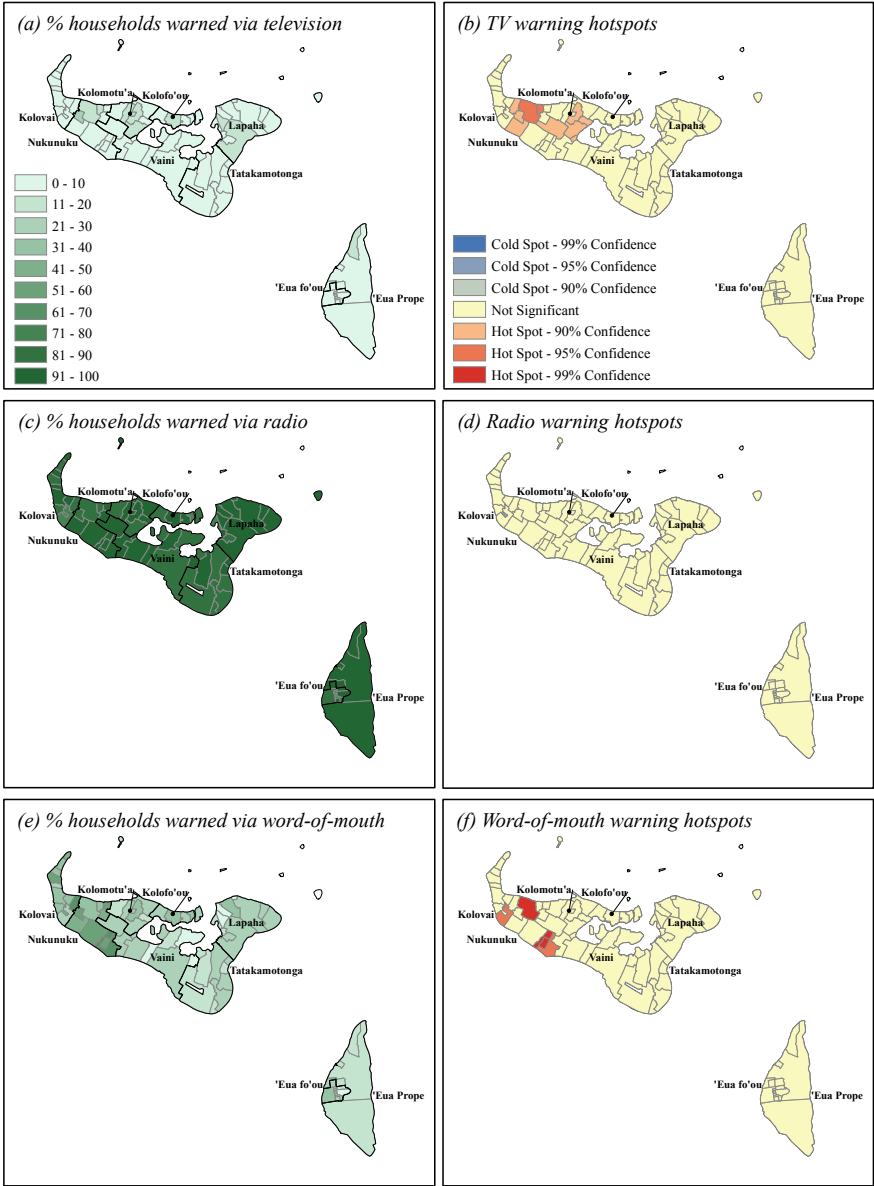 (a) % households warned via television
Kolomotu'a
Kolofo'ou
Kolovai
Lapaha
Nukunuku
Vaini
Tatakamotonga
0 - 10
11 - 20
21 - 30
31 - 40
41 - 50
51 - 60
61 - 70
71 - 80
81 - 90
91 - 100
'Eua fo'ou
'Eua Prope
(b) TV warning hotspots
Kolomotu'a
Kolofo'ou
Kolovai
Lapaha
Nukunuku
Vaini
Tatakamotonga
Cold Spot - 99% Confidence
Cold Spot - 95% Confidence
Cold Spot - 90% Confidence
Not Significant
Hot Spot - 90% Confidence
Hot Spot - 95% Confidence
Hot Spot - 99% Confidence
'Eua fo'ou
'Eua Prope
(c) % households warned via radio
Kolomotu'a
Kolofo'ou
Kolovai
Lapaha
Nukunuku
Vaini
Tatakamotonga
'Eua fo'ou
'Eua Prope
(d) Radio warning hotspots
Kolomotu'a
Kolofo'ou
Kolovai
Lapaha
Nukunuku
Vaini
Tatakamotonga
'Eua fo'ou
'Eua Prope
(e) % households warned via word-of-mouth
Kolomotu'a
Kolofo'ou
Kolovai
Lapaha
Nukunuku
Vaini
Tatakamotonga
'Eua fo'ou
'Eua Prope
(f) Word-of-mouth warning hotspots
Kolomotu'a
Kolofo'ou
Kolovai
Lapaha
Nukunuku
Vaini
Tatakamotonga
'Eua fo'ou
'Eua Prope